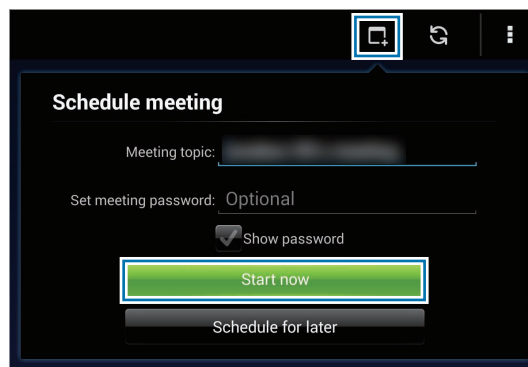 Schedule meeting
Meeting topic:
Set meeting password: Optional
Show password
Start now
Schedule for later